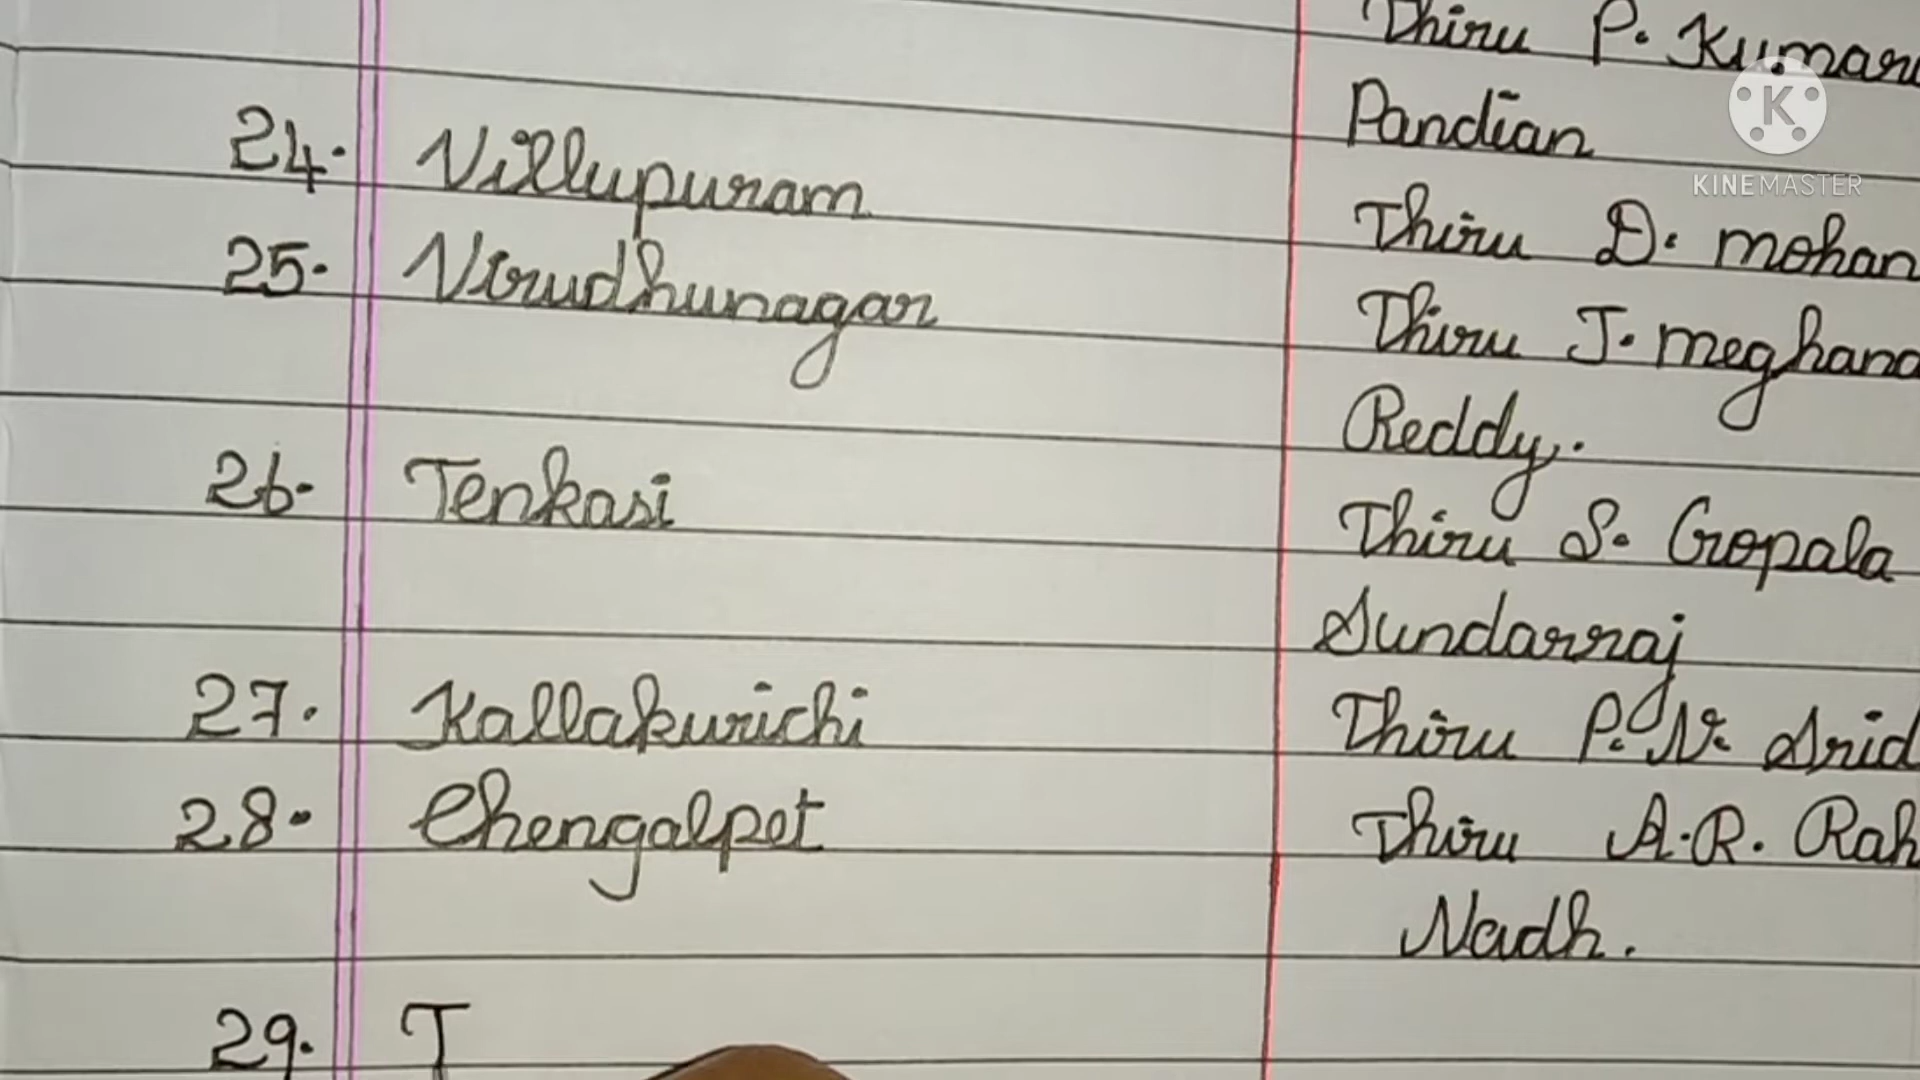 Thiru P.
Pandian
KINEMASTER
24. Villupuram
Thiru D. Mohan
25. Virudhunagar
Thiru J. Meghana
Reddy.
26. Tenkasi
Thiru S. Gopala
Sundarraj
27. Kallakurichi
Thiru P.N. Srid
28. Chengalpet
Thiru A.R. Rah
Nadh.
29. T